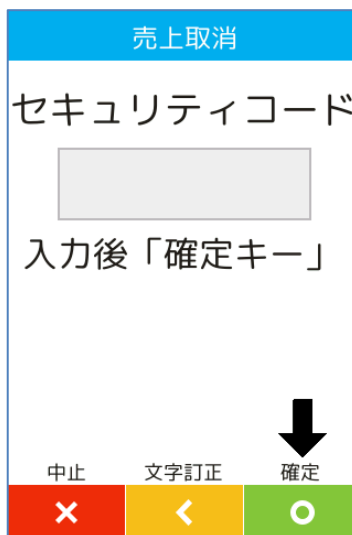 売上取消
セキュリティコード
入力後「確定キー」
中止 文字訂正 確定